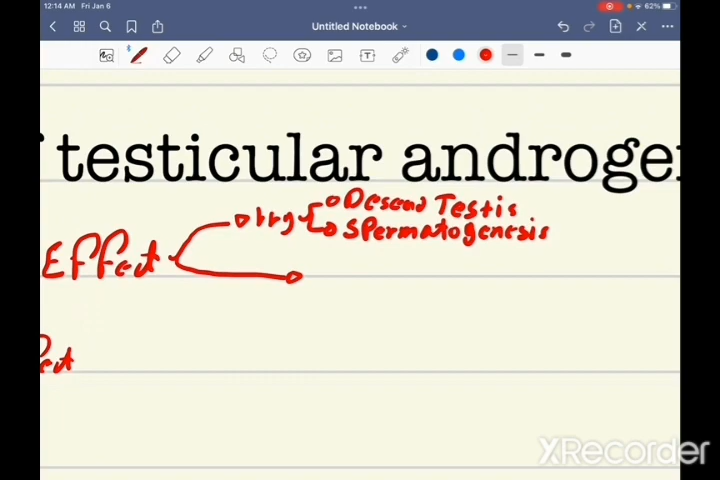 12:14 AM Fri Jan 6
62%
Untitled Notebook
testicular androge
Desend Testis
Spermatogenesis
Effect
XRecorder